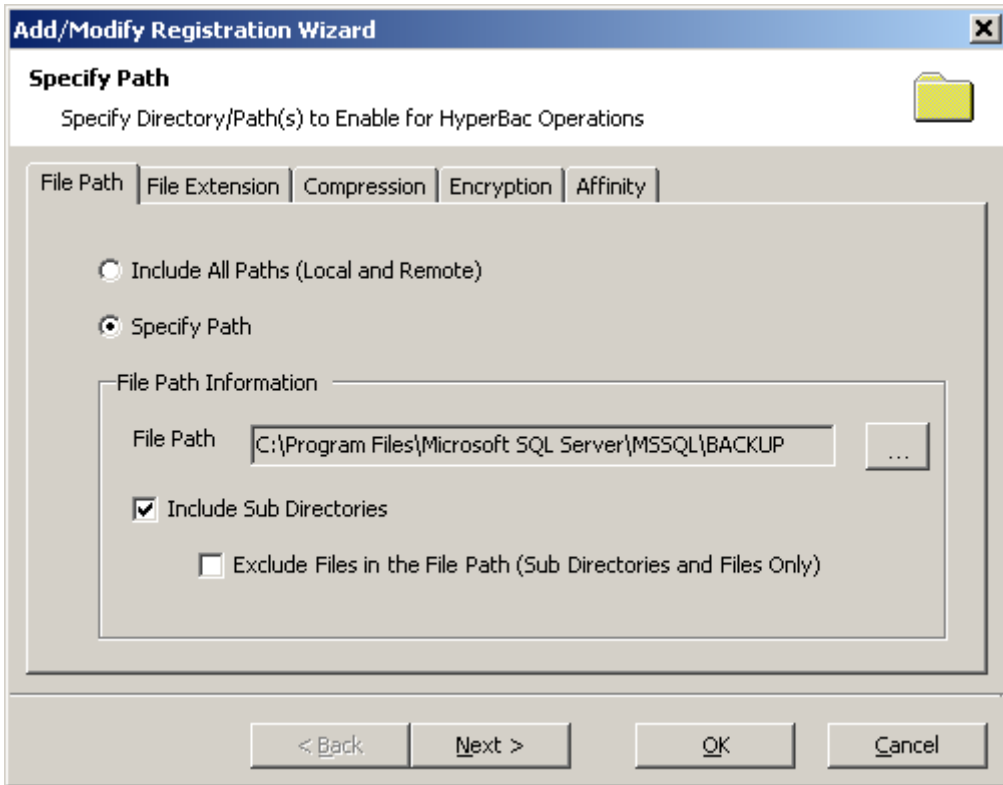 Add/Modify Registration Wizard
Specify Path
Specify Directory/Path(s) to Enable for HyperBac Operations
File Path File Extension Compression Encryption Affinity
Include All Paths (Local and Remote)
Specify Path
File Path Information
File Path C:\Program Files\Microsoft SQL Server\MSSQL\BACKUP ...
Include Sub Directories
Exclude Files in the File Path (Sub Directories and Files Only)
< Back Next > OK Cancel